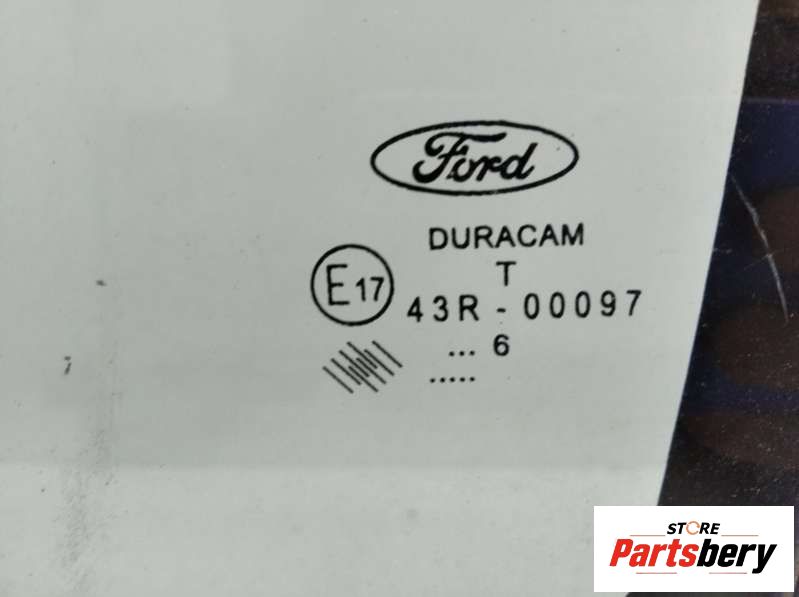 Ford
DURACAM
T
E17
43R - 00097
... 6
.....
STORE
Partsbery